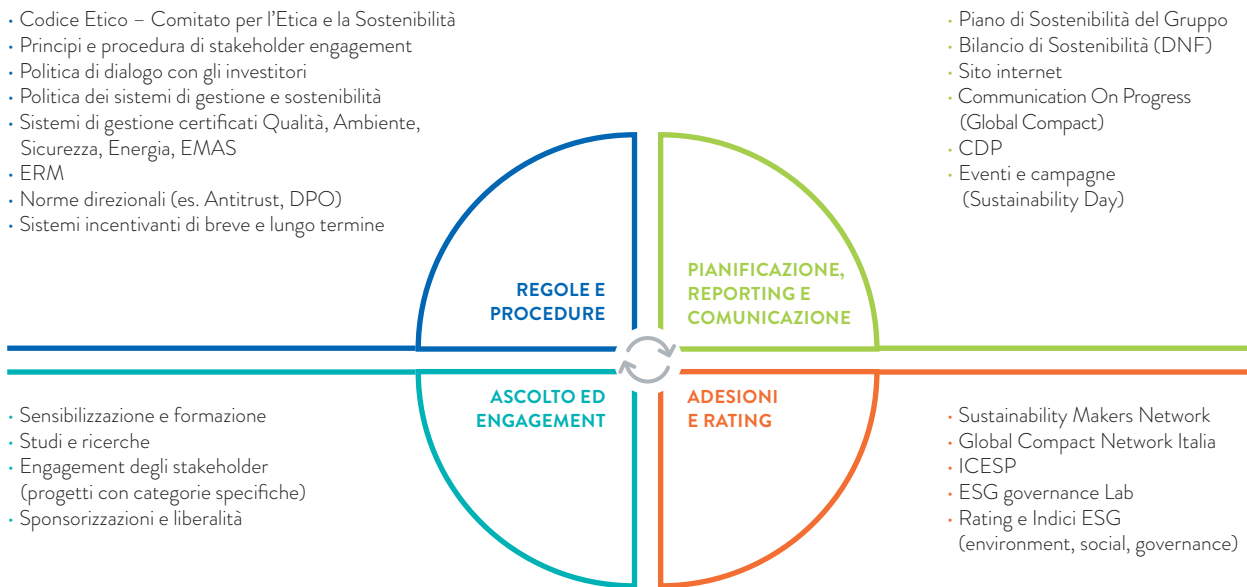 • Codice Etico – Comitato per l'Etica e la Sostenibilità
• Principi e procedura di stakeholder engagement
• Politica di dialogo con gli investitori
• Politica dei sistemi di gestione e sostenibilità
• Sistemi di gestione certificati Qualità, Ambiente,
Sicurezza, Energia, EMAS
• ERM
• Norme direzionali (es. Antitrust, DPO)
• Sistemi incentivanti di breve e lungo termine
• Piano di Sostenibilità del Gruppo
• Bilancio di Sostenibilità (DNF)
• Sito internet
• Communication On Progress
(Global Compact)
• CDP
• Eventi e campagne
(Sustainability Day)
REGOLE E
PROCEDURE
PIANIFICAZIONE,
REPORTING E
COMUNICAZIONE
ASCOLTO ED
ENGAGEMENT
ADESIONI
E RATING
• Sensibilizzazione e formazione
• Studi e ricerche
• Engagement degli stakeholder
(progetti con categorie specifiche)
• Sponsorizzazioni e liberalità
• Sustainability Makers Network
• Global Compact Network Italia
• ICESP
• ESG governance Lab
• Rating e Indici ESG
(environment, social, governance)